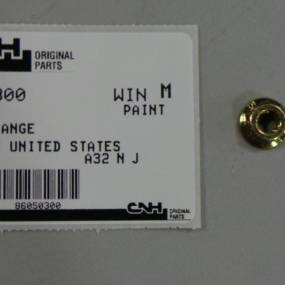 CNH
ORIGINAL
PARTS
300
WIN M
PAINT
ANGE
UNITED STATES
A32 N J
86050300
CNH ORIGINAL
PARTS